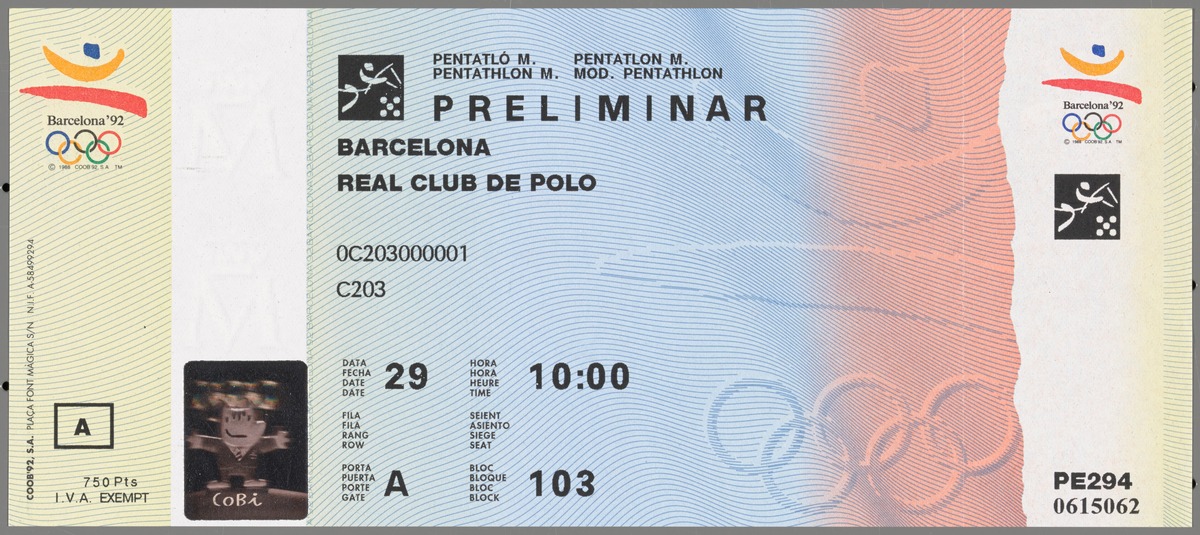 Barcelona'92
© 1988 COOB'92, S.A. TM
COOB'92, S.A. PLAÇA FONT MÀGICA S/N N.I.F. A-58499294
A
750 Pts
I.V.A. EXEMPT
COBi
PENTATLÓ M. PENTATLON M.
PENTATHLON M. MOD. PENTATHLON
PRELIMINAR
BARCELONA
REAL CLUB DE POLO
0C203000001
C203
DATA
FECHA
DATE
DATE
29
HORA
HORA
HEURE
TIME
10:00
FILA
FILA
RANG
ROW
SEIENT
ASIENTO
SIEGE
SEAT
PORTA
PUERTA
PORTE
GATE
A
BLOC
BLOQUE
BLOC
BLOCK
103
Barcelona'92
© 1988 COOB'92, S.A. TM
PE294
0615062